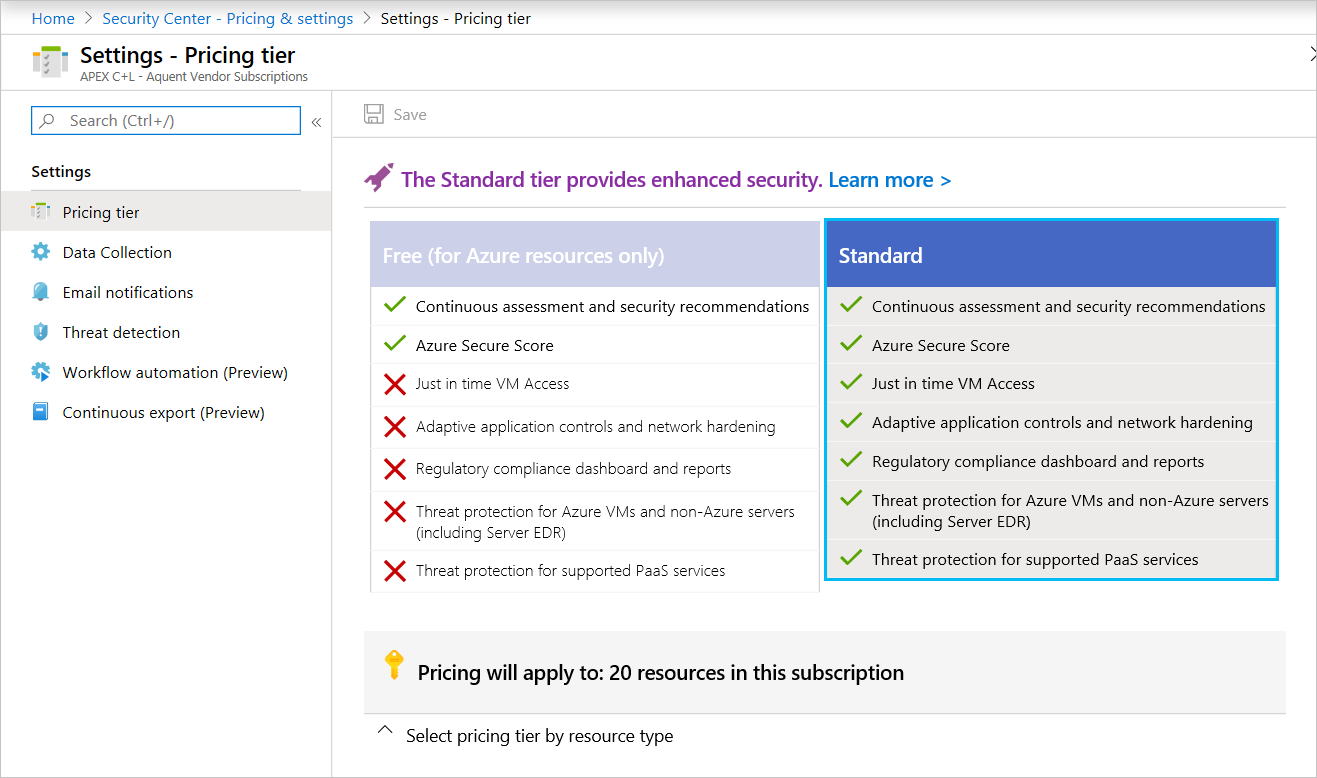 Home > Security Center - Pricing & settings > Settings - Pricing tier
Settings - Pricing tier
APEX C+L - Aquent Vendor Subscriptions
Search (Ctrl+/)
«
Settings
Pricing tier
Data Collection
Email notifications
Threat detection
Workflow automation (Preview)
Continuous export (Preview)
Save
The Standard tier provides enhanced security. Learn more >
Free (for Azure resources only)
Continuous assessment and security recommendations
Azure Secure Score
Just in time VM Access
Adaptive application controls and network hardening
Regulatory compliance dashboard and reports
Threat protection for Azure VMs and non-Azure servers
(including Server EDR)
Threat protection for supported PaaS services
Standard
Continuous assessment and security recommendations
Azure Secure Score
Just in time VM Access
Adaptive application controls and network hardening
Regulatory compliance dashboard and reports
Threat protection for Azure VMs and non-Azure servers
(including Server EDR)
Threat protection for supported PaaS services
Pricing will apply to: 20 resources in this subscription
Select pricing tier by resource type